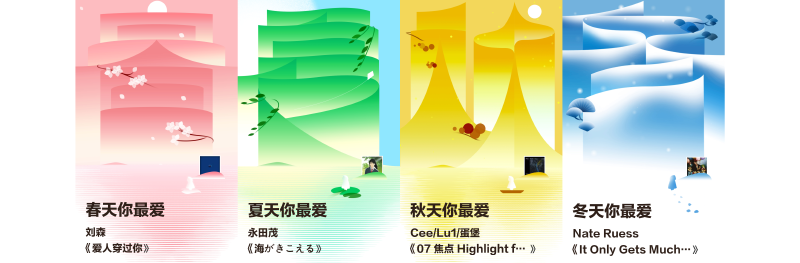 春天你最爱
刘森
《爱人穿过你》
夏天你最爱
永田茂
《海がきこえる》
秋天你最爱
Cee/Lu1/蛋堡
《07 焦点 Highlight f… 》
冬天你最爱
Nate Ruess
《It Only Gets Much… 》